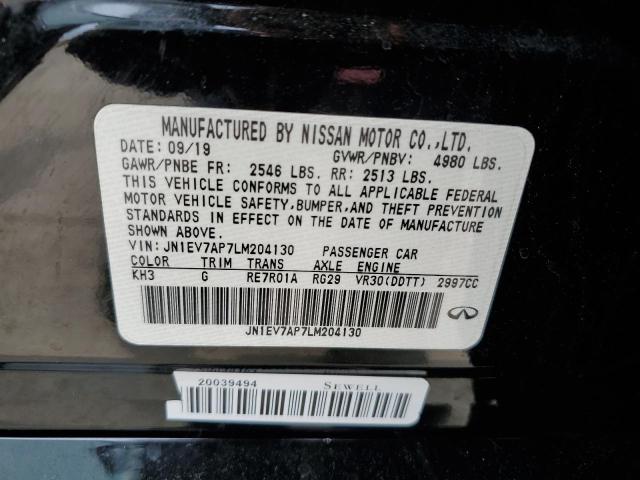 MANUFACTURED BY NISSAN MOTOR CO.,LTD.
DATE: 09/19 GVWR/PNBV: 4980 LBS.
GAWR/PNBE FR: 2546 LBS. RR: 2513 LBS.
THIS VEHICLE CONFORMS TO ALL APPLICABLE FEDERAL
MOTOR VEHICLE SAFETY, BUMPER, AND THEFT PREVENTION
STANDARDS IN EFFECT ON THE DATE OF MANUFACTURE
SHOWN ABOVE.
VIN: JN1EV7AP7LM204130 PASSENGER CAR
COLOR TRIM TRANS AXLE ENGINE
KH3 G RE7R01A RG29 VR30(DDTT) 2997CC
JN1EV7AP7LM204130
20039494 SEWELL